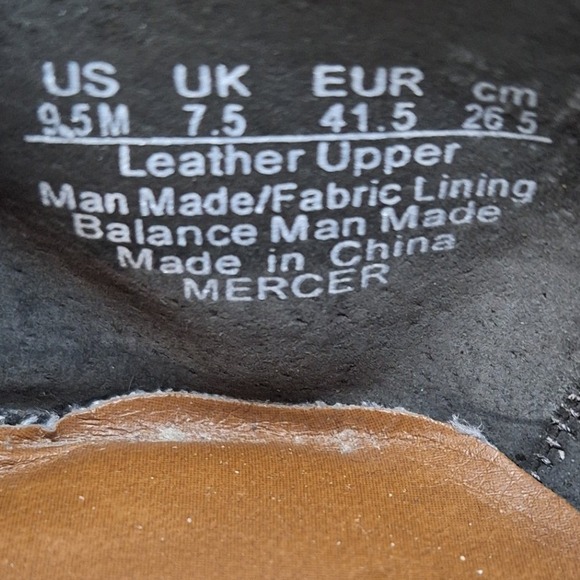 US UK EUR cm
9.5M 7.5 41.5 26.5
Leather Upper
Man Made/Fabric Lining
Balance Man Made
Made in China
MERCER